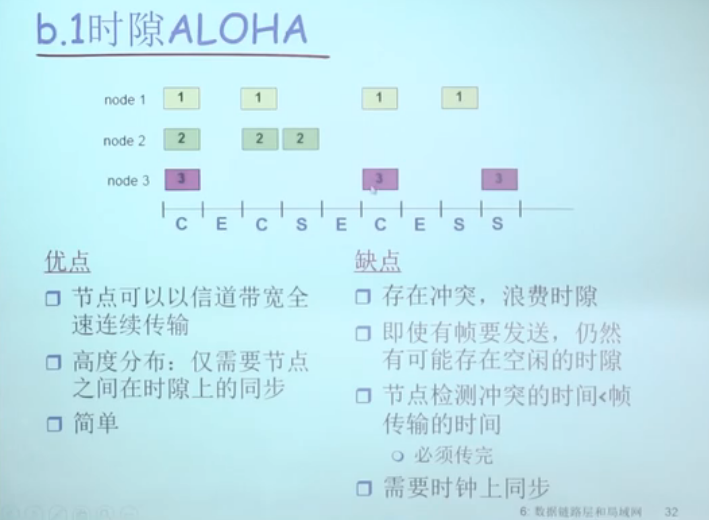 b.1时隙ALOHA
node 1 1 1 1 1
node 2 2 2 2
node 3 3 3 3
C E C S E C E S S
优点
节点可以以信道带宽全
速连续传输
高度分布：仅需要节点
之间在时隙上的同步
简单
缺点
存在冲突，浪费时隙
即使有帧要发送，仍然
有可能存在空闲的时隙
节点检测冲突的时间<帧
传输的时间
必须传完
需要时钟上同步
6: 数据链路层和局域网 32